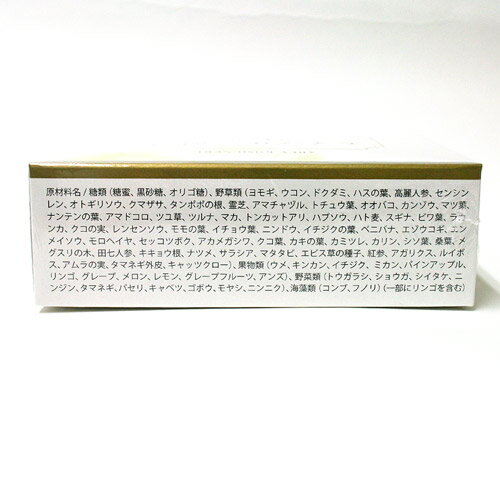 原材料名 / 糖類 (糖蜜、黒砂糖、オリゴ糖)、野草類 (ヨモギ、ウコン、ドクダミ、ハスの葉、高麗人参、センシン
レン、オトギリソウ、クマザサ、タンポポの根、霊芝、アマチャヅル、トチュウ葉、オオバコ、カンゾウ、マツ葉、
ナンテンの葉、アマドコロ、ツユ草、ツルナ、マカ、トンカットアリ、ハブソウ、ハト麦、スギナ、ビワ葉、ラ
ンカ、クコの実、レンセンソウ、モモの葉、イチョウ葉、ニンドウ、イチジクの葉、ベニバナ、エゾウコギ、エン
メイソウ、モロヘイヤ、セッコツボク、アカメガシワ、クコ葉、カキの葉、カミツレ、カリン、シソ葉、桑葉、メ
グスリの木、田七人参、キキョウ根、ナツメ、サラシア、マタタビ、エビス草の種子、紅参、アガリクス、ルイボ
ス、アムラの実、タマネギ外皮、キャッツクロー)、果物類 (ウメ、キンカン、イチジク、ミカン、パインアップル、
リンゴ、グレープ、メロン、レモン、グレープフルーツ、アンズ)、野菜類 (トウガラシ、ショウガ、シイタケ、ニ
ンジン、タマネギ、パセリ、キャベツ、ゴボウ、モヤシ、ニンニク)、海藻類 (コンブ、フノリ) (一部にリンゴを含む)